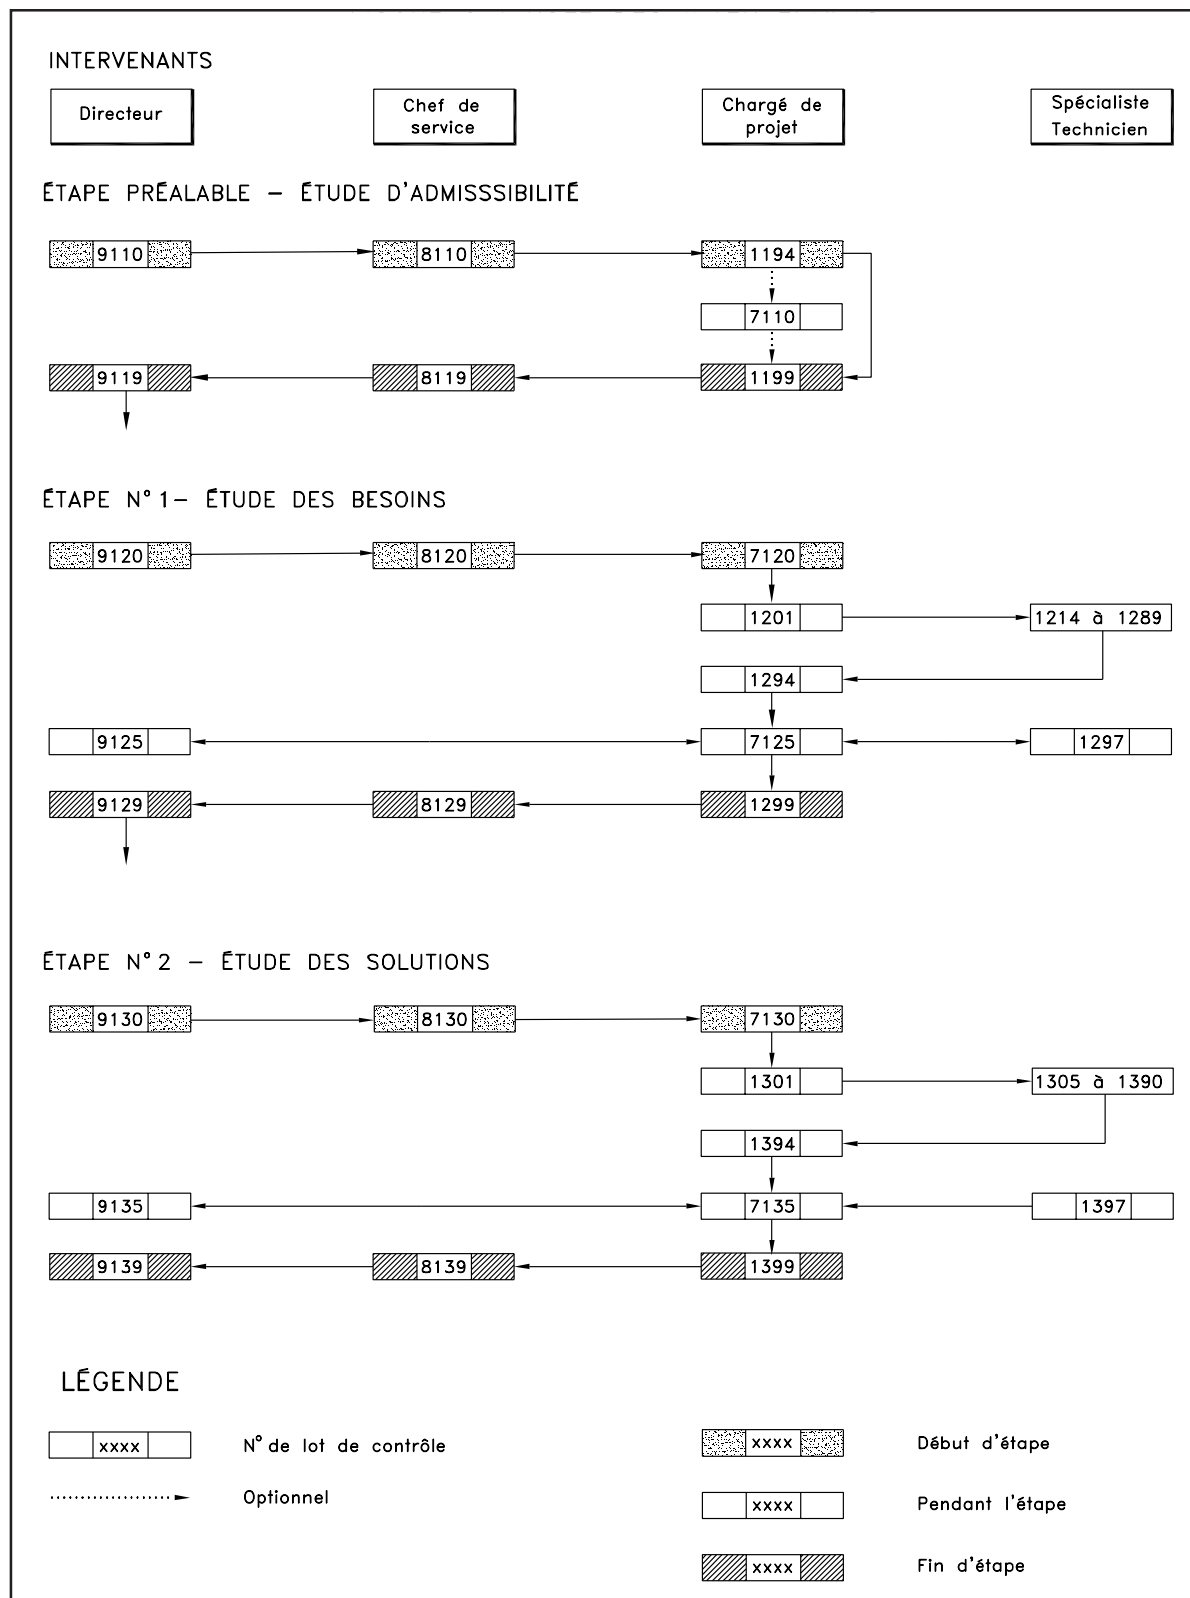 INTERVENANTS
Directeur
Chef de
service
Chargé de
projet
Spécialiste
Technicien
ÉTAPE PRÉALABLE – ÉTUDE D'ADMISSSIBILITÉ
9110
8110
1194
7110
9119
8119
1199
ÉTAPE N° 1– ÉTUDE DES BESOINS
9120
8120
7120
1201
1214 à 1289
1294
9125
7125
1297
9129
8129
1299
ÉTAPE N° 2 – ÉTUDE DES SOLUTIONS
9130
8130
7130
1301
1305 à 1390
1394
9135
7135
1397
9139
8139
1399
LÉGENDE
xxxx
N° de lot de contrôle
Optionnel
xxxx
Début d'étape
xxxx
Pendant l'étape
xxxx
Fin d'étape